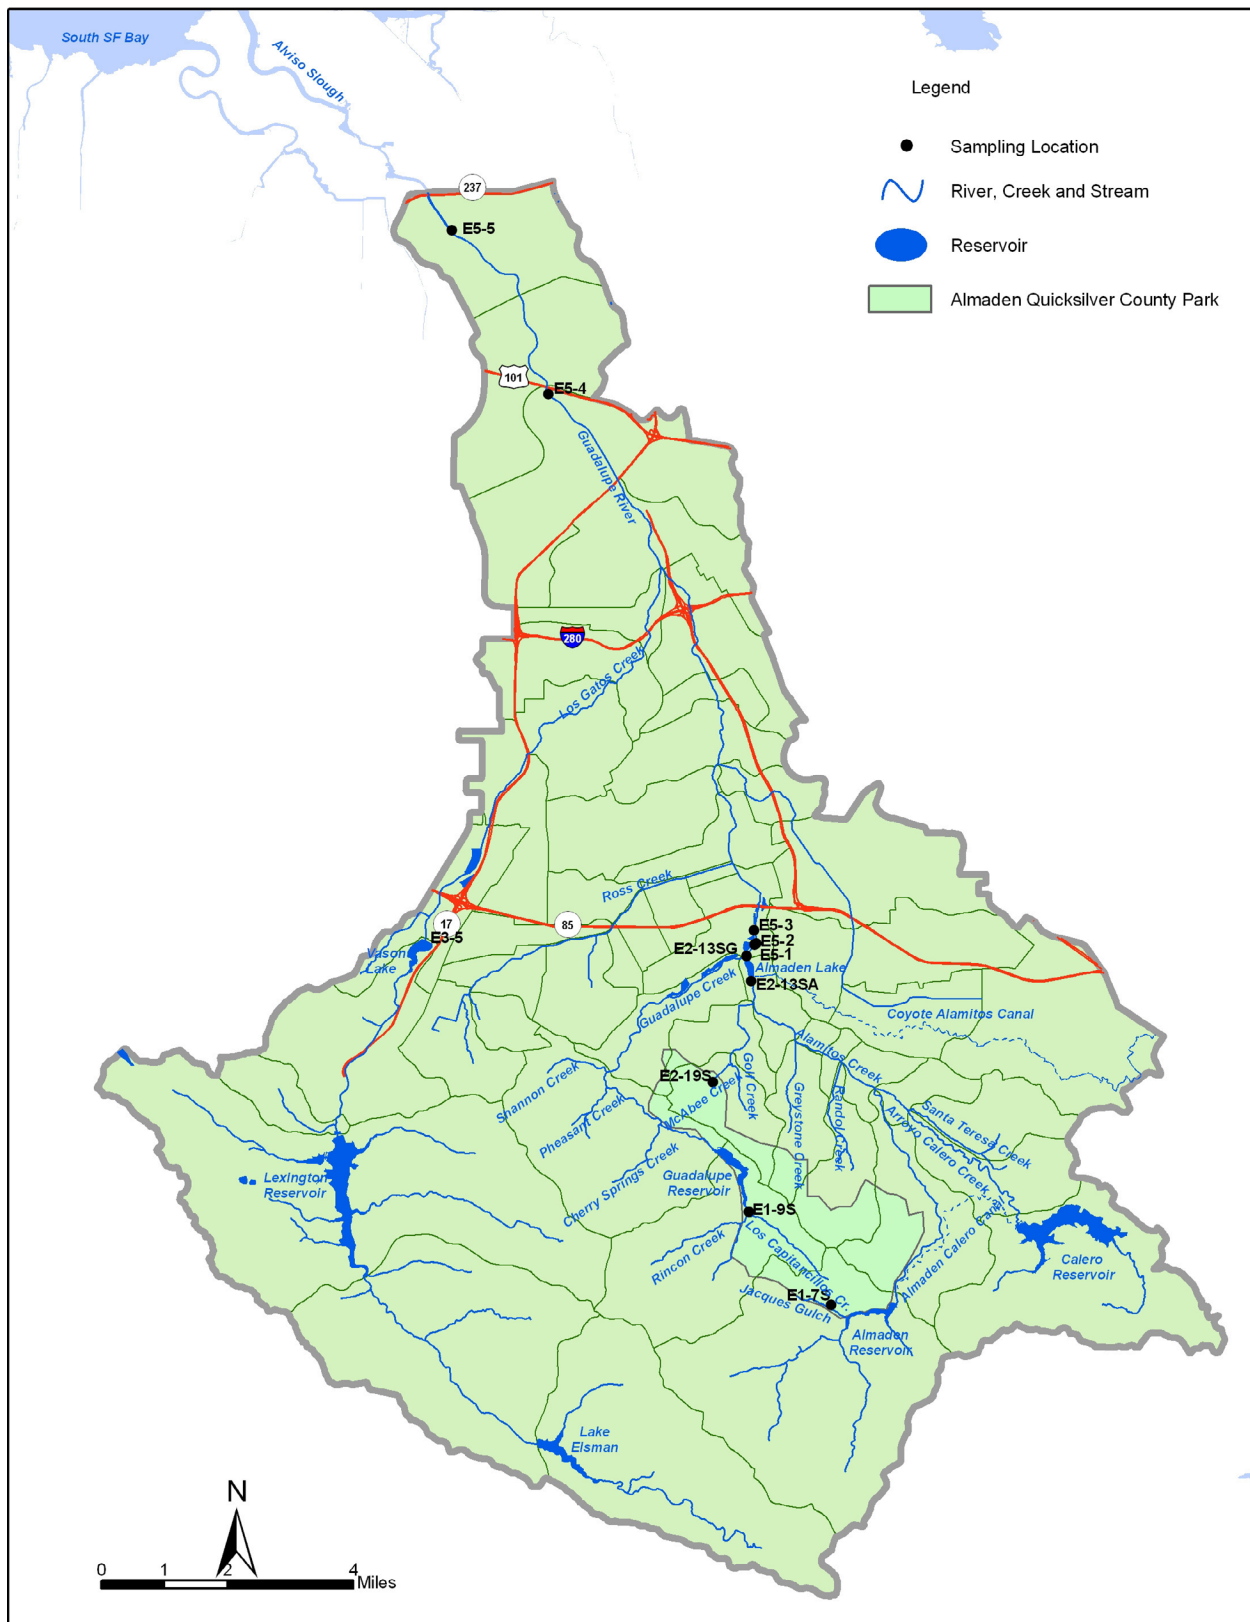 South SF Bay
Alviso Slough
Legend
Sampling Location
River, Creek and Stream
Reservoir
Almaden Quicksilver County Park
237
E5-5
101
E5-4
Guadalupe River
280
Los Gatos Creek
Ross Creek
17
85
E3-5
Vason
Lake
E5-3
E5-2
E2-13SG
E5-1
Almaden Lake
E2-13SA
Guadalupe Creek
Coyote Alamitos Canal
Alamitos Creek
E2-19S
McAbee Creek
Golf Creek
Greystone Creek
Randol Creek
Santa Teresa Creek
Arroyo Calero Creek
Shannon Creek
Pheasant Creek
Cherry Springs Creek
Guadalupe
Reservoir
Lexington
Reservoir
E1-9S
Rincon Creek
Los Capitancillos Cr.
Almaden Calero Canal
Calero
Reservoir
E1-7S
Jacques Gulch
Almaden
Reservoir
Lake
Elsman
N
0 1 2 4
Miles